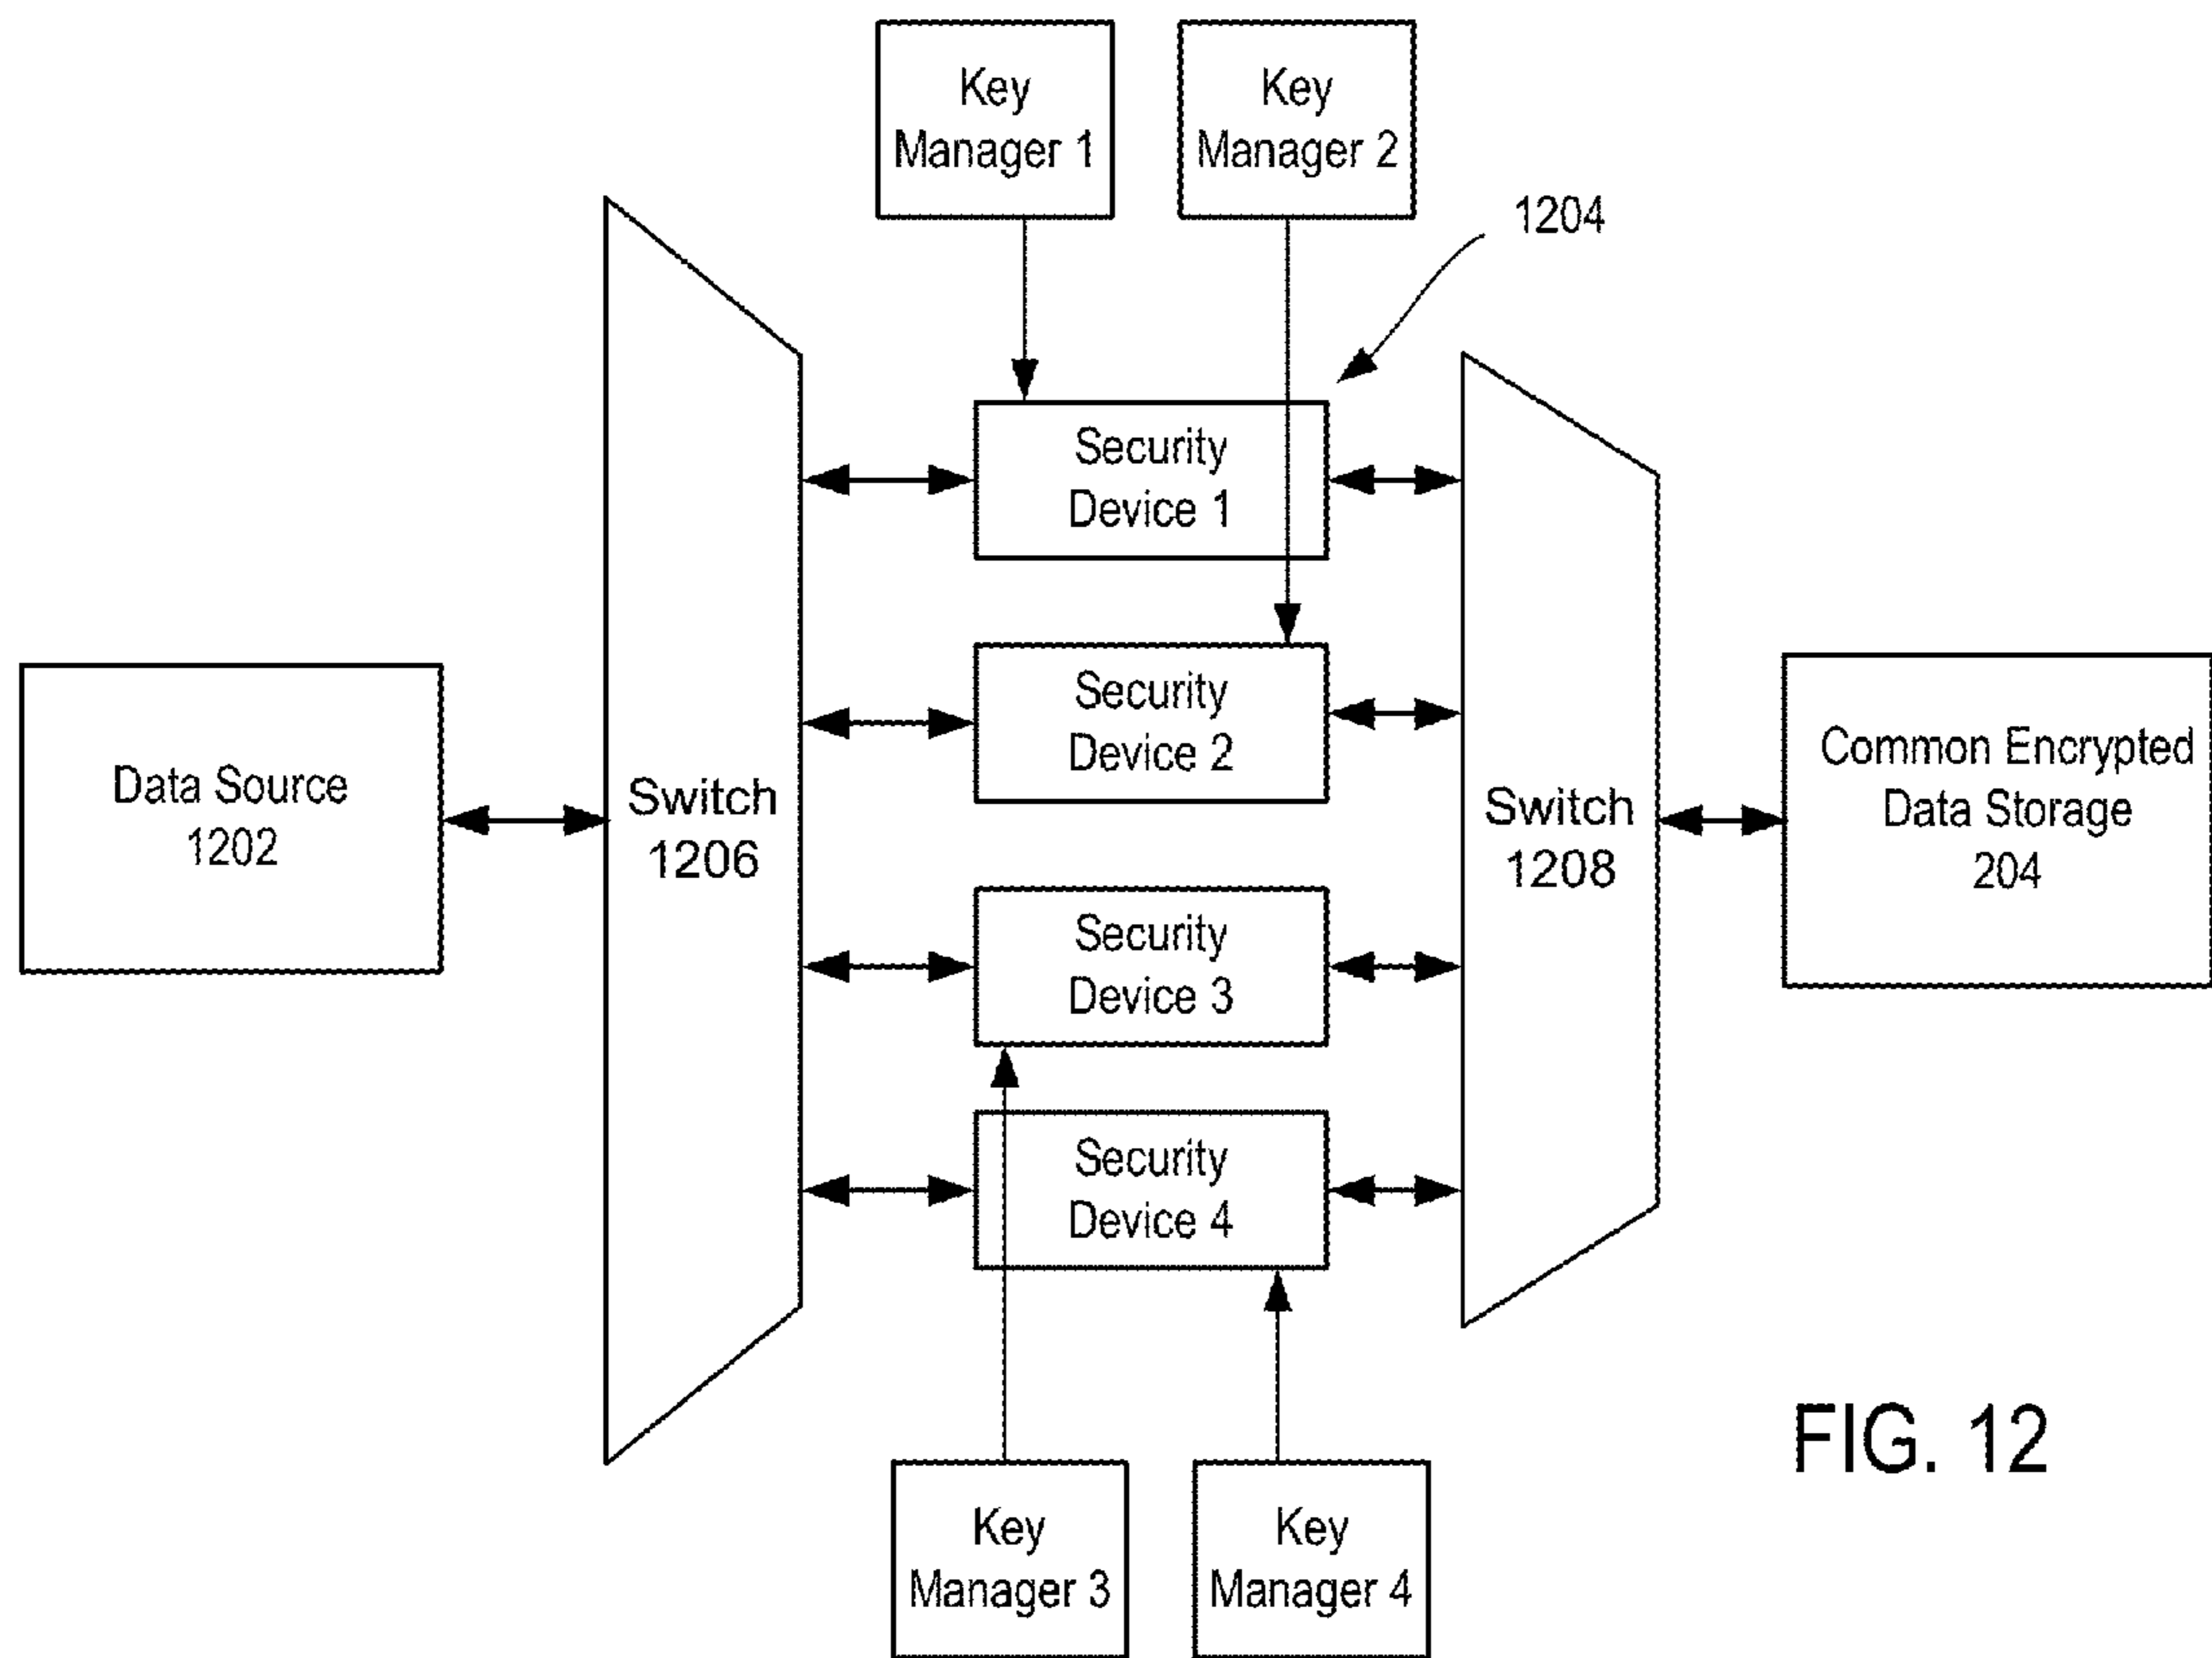 Key
Manager 1
Key
Manager 2
1204
Security
Device 1
Security
Device 2
Data Source
1202
Switch
1206
Switch
1208
Common Encrypted
Data Storage
204
Security
Device 3
Security
Device 4
FIG. 12
Key
Manager 3
Key
Manager 4